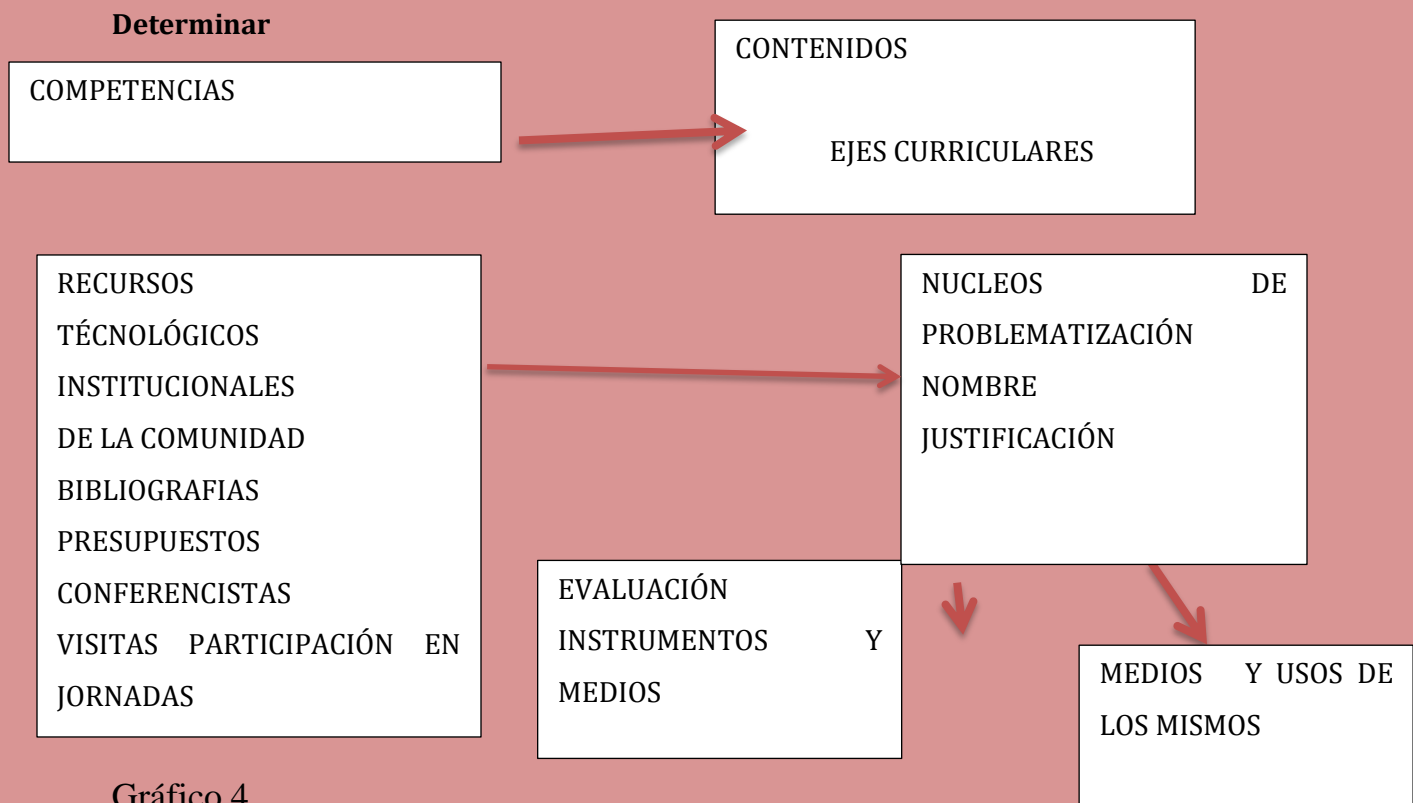 Determinar
COMPETENCIAS
CONTENIDOS
EJES CURRICULARES
RECURSOS
TÉCNOLÓGICOS
INSTITUCIONALES
DE LA COMUNIDAD
BIBLIOGRAFIAS
PRESUPUESTOS
CONFERENCISTAS
VISITAS PARTICIPACIÓN EN
JORNADAS
NUCLEOS DE
PROBLEMATIZACIÓN
NOMBRE
JUSTIFICACIÓN
EVALUACIÓN
INSTRUMENTOS Y
MEDIOS
MEDIOS Y USOS DE
LOS MISMOS
Gráfico 4